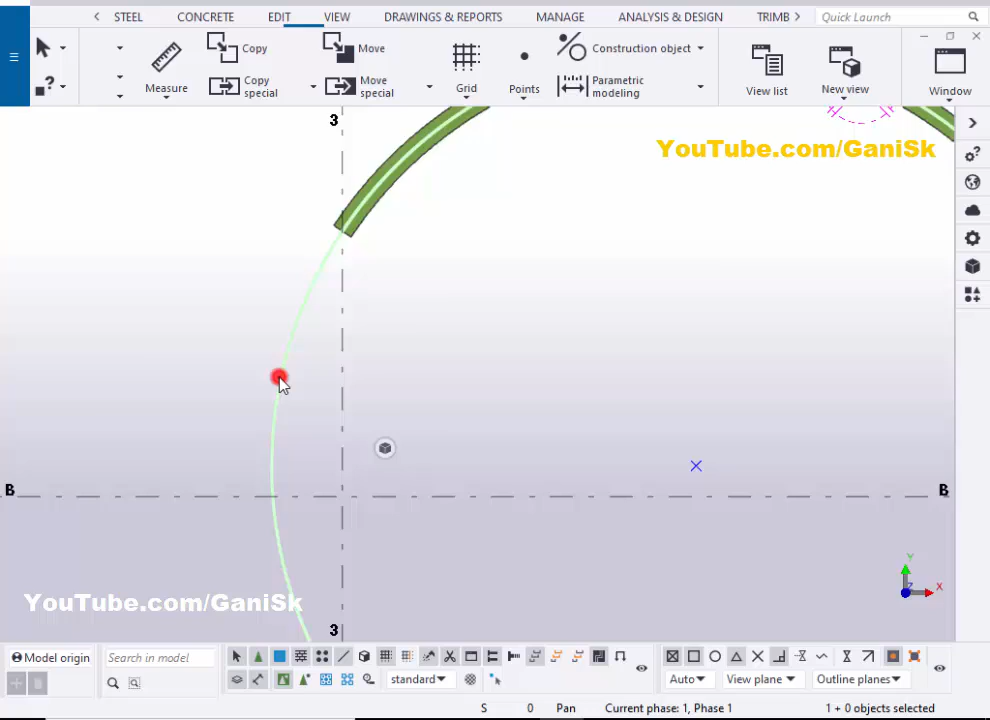 STEEL CONCRETE EDIT VIEW DRAWINGS & REPORTS MANAGE ANALYSIS & DESIGN TRIMB Quick Launch
Copy Move Construction object
Measure Copy special Move special Grid Points Parametric modeling View list New view Window
3
YouTube.com/GaniSk
B B
Y
Z X
YouTube.com/GaniSk
3
Model origin Search in model
standard Auto View plane Outline planes
S 0 Pan Current phase: 1, Phase 1 1 + 0 objects selected